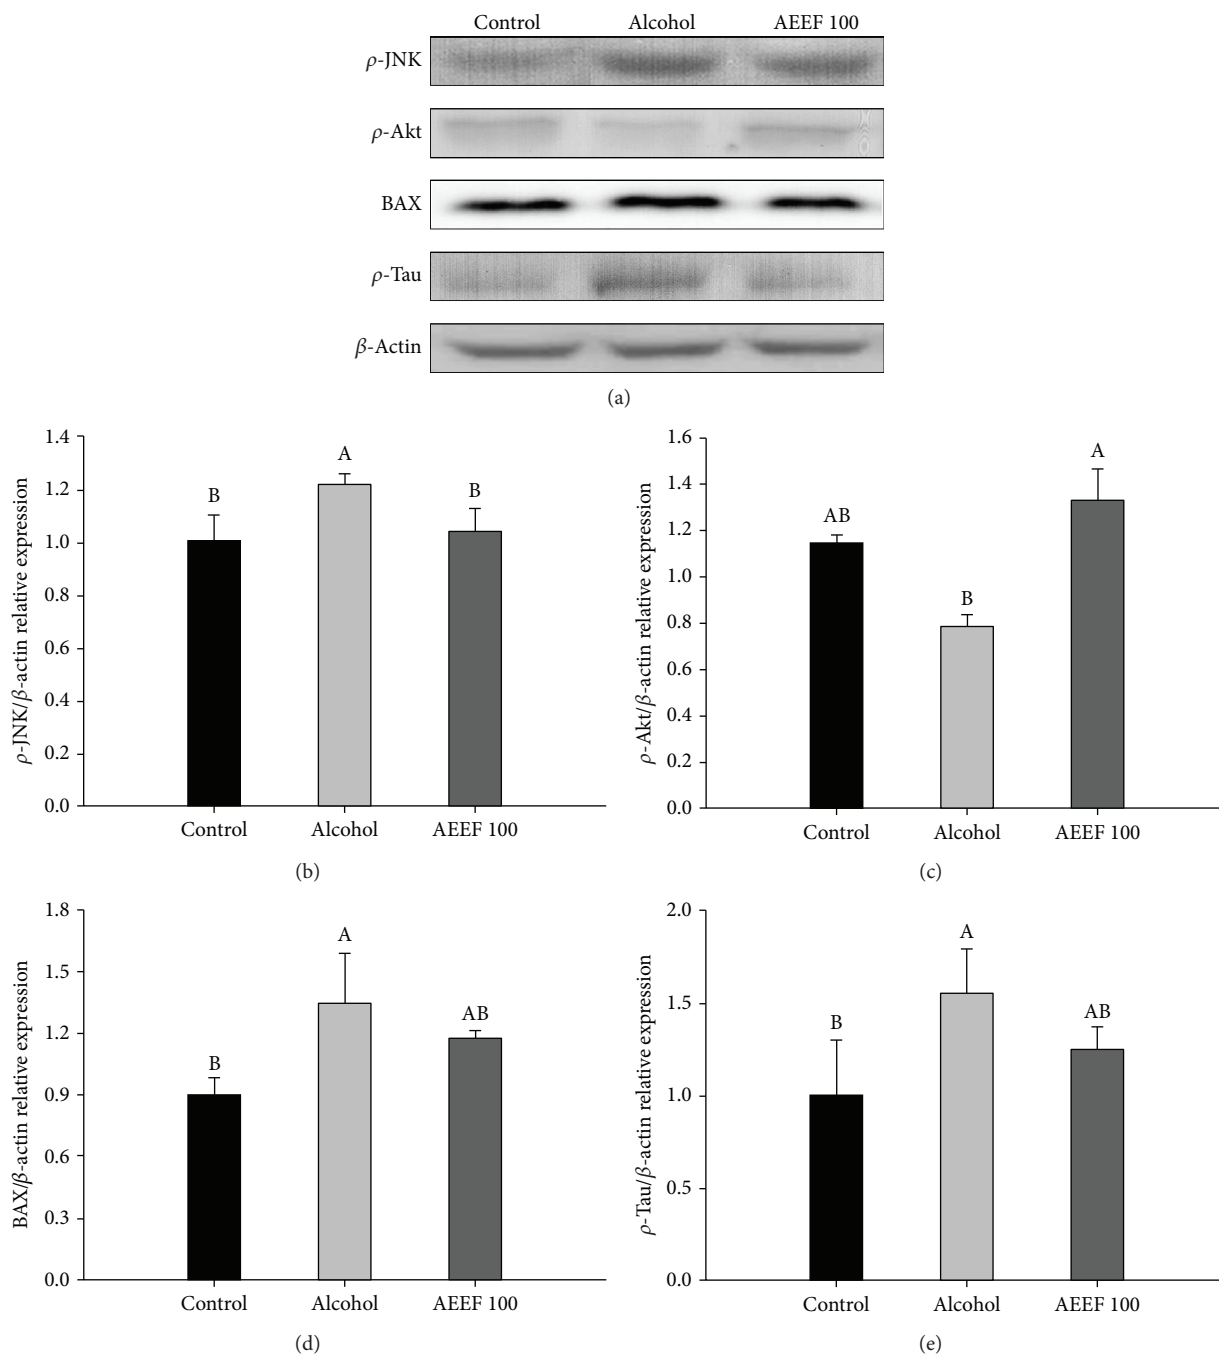 Control Alcohol AEEF 100
ρ-JNK
ρ-Akt
BAX
ρ-Tau
β-Actin
(a)
ρ-JNK/β-actin relative expression
1.4
1.2
1.0
0.8
0.6
0.4
0.2
0.0
B
A
B
Control Alcohol AEEF 100
(b)
ρ-Akt/β-actin relative expression
1.6
1.4
1.2
1.0
0.8
0.6
0.4
0.2
0.0
AB
B
A
Control Alcohol AEEF 100
(c)
BAX/β-actin relative expression
1.8
1.5
1.2
0.9
0.6
0.3
0.0
B
A
AB
Control Alcohol AEEF 100
(d)
ρ-Tau/β-actin relative expression
2.0
1.5
1.0
0.5
0.0
B
A
AB
Control Alcohol AEEF 100
(e)